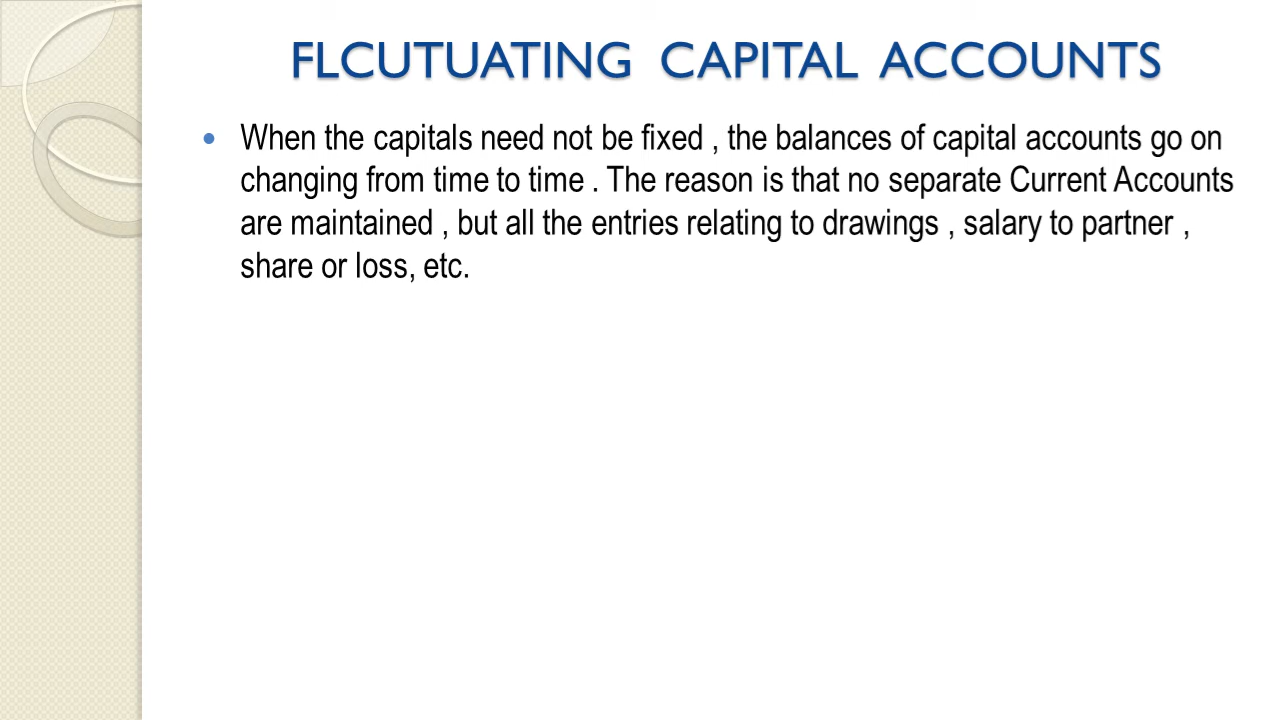 FLCUTUATING CAPITAL ACCOUNTS
• When the capitals need not be fixed , the balances of capital accounts go on
changing from time to time . The reason is that no separate Current Accounts
are maintained , but all the entries relating to drawings , salary to partner ,
share or loss, etc.